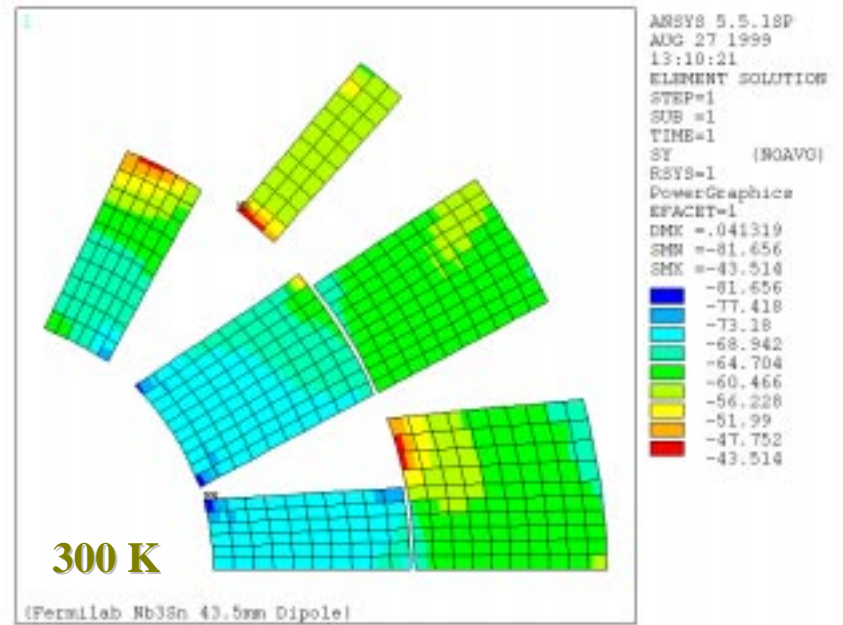 1
ANSYS 5.5.1SP
AUG 27 1999
13:10:21
ELEMENT SOLUTION
STEP=1
SUB =1
TIME=1
SY (NOAVG)
RSYS=1
PowerGraphics
EFACET=1
DMX =.041319
SMN =-81.656
SMX =-43.514
-81.656
-77.418
-73.18
-68.942
-64.704
-60.466
-56.228
-51.99
-47.752
-43.514
300 K
(Fermilab Nb3Sn 43.5mm Dipole)